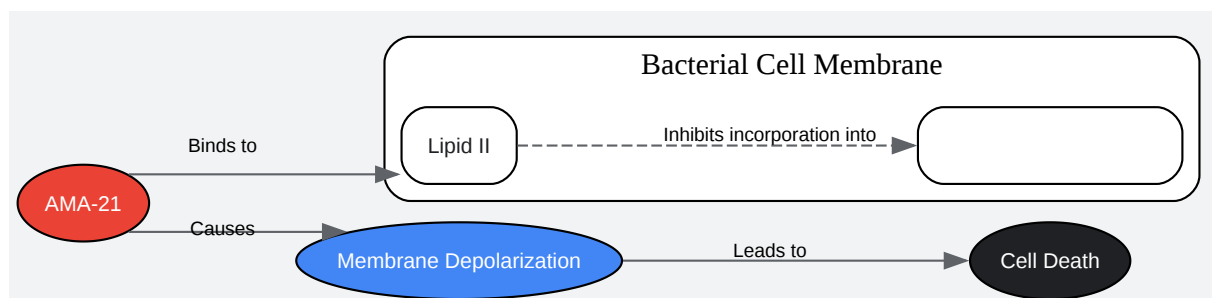 Bacterial Cell Membrane
Lipid II
Inhibits incorporation into
Binds to
AMA-21
Causes
Membrane Depolarization
Leads to
Cell Death